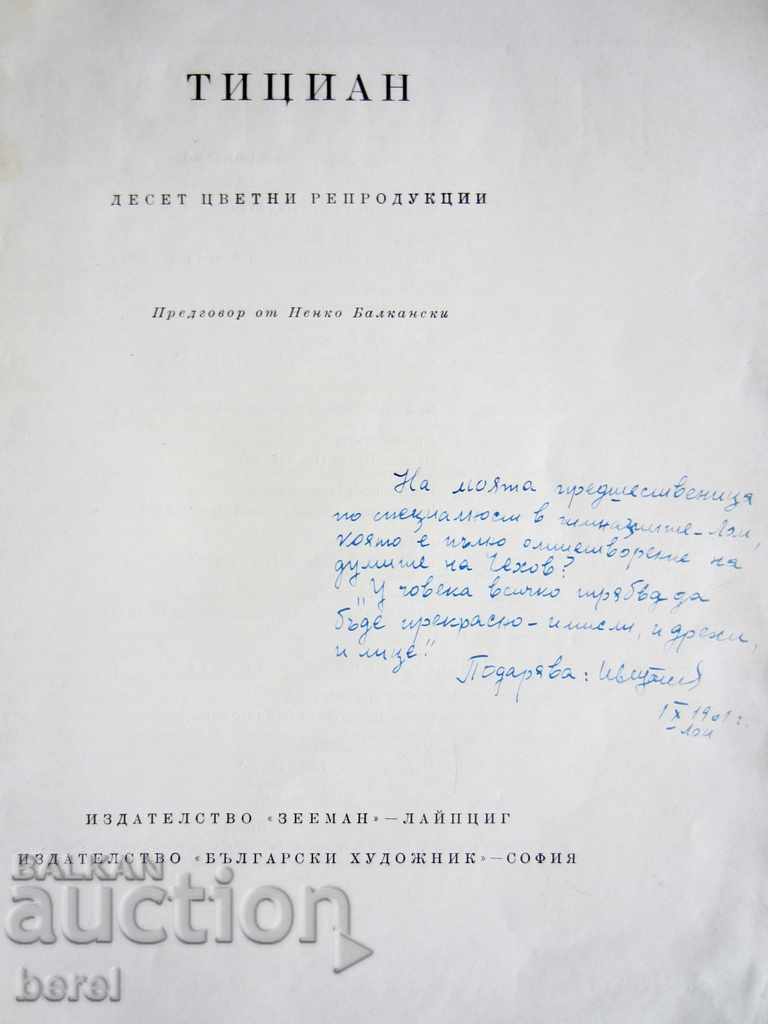 ТИЦИАН
ДЕСЕТ ЦВЕТНИ РЕПРОДУКЦИИ
Предговор от Ненко Балкански
На моята предшественица
по специалност в гимназиите – Лом,
която е пълно олицетворение на
думите на Чехов:
"У човека всичко трябва да
бъде прекрасно – и мисли, и дрехи,
и лице."
Подарява:
1 X 19 г.
– Лом
ИЗДАТЕЛСТВО «ЗЕЕМАН» — ЛАЙПЦИГ
ИЗДАТЕЛСТВО «БЪЛГАРСКИ ХУДОЖНИК» — СОФИЯ
BALKAN
auction
berel